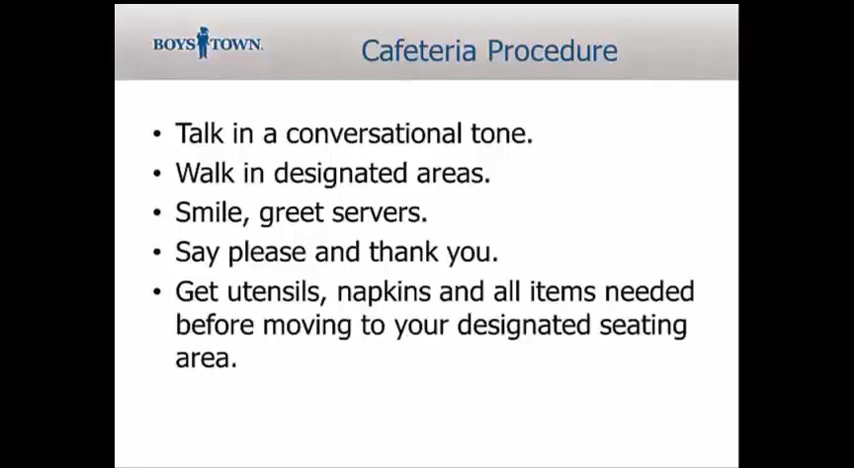 BOYS TOWN.
Cafeteria Procedure
• Talk in a conversational tone.
• Walk in designated areas.
• Smile, greet servers.
• Say please and thank you.
• Get utensils, napkins and all items needed
before moving to your designated seating
area.